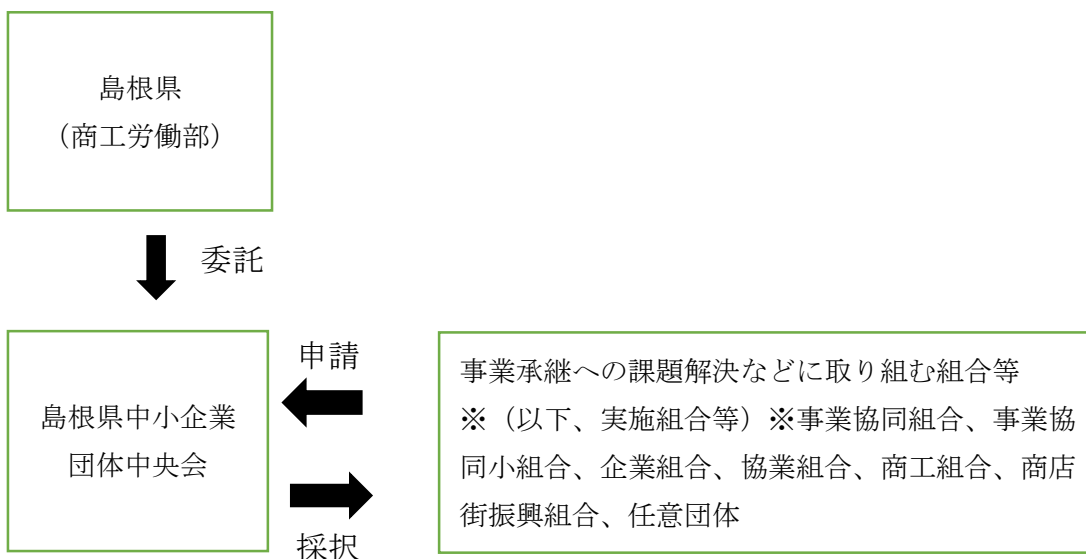 島根県
（商工労働部）
委託
島根県中小企業
団体中央会
申請
採択
事業承継への課題解決などに取り組む組合等
※（以下、実施組合等）※事業協同組合、事業協
同小組合、企業組合、協業組合、商工組合、商店
街振興組合、任意団体